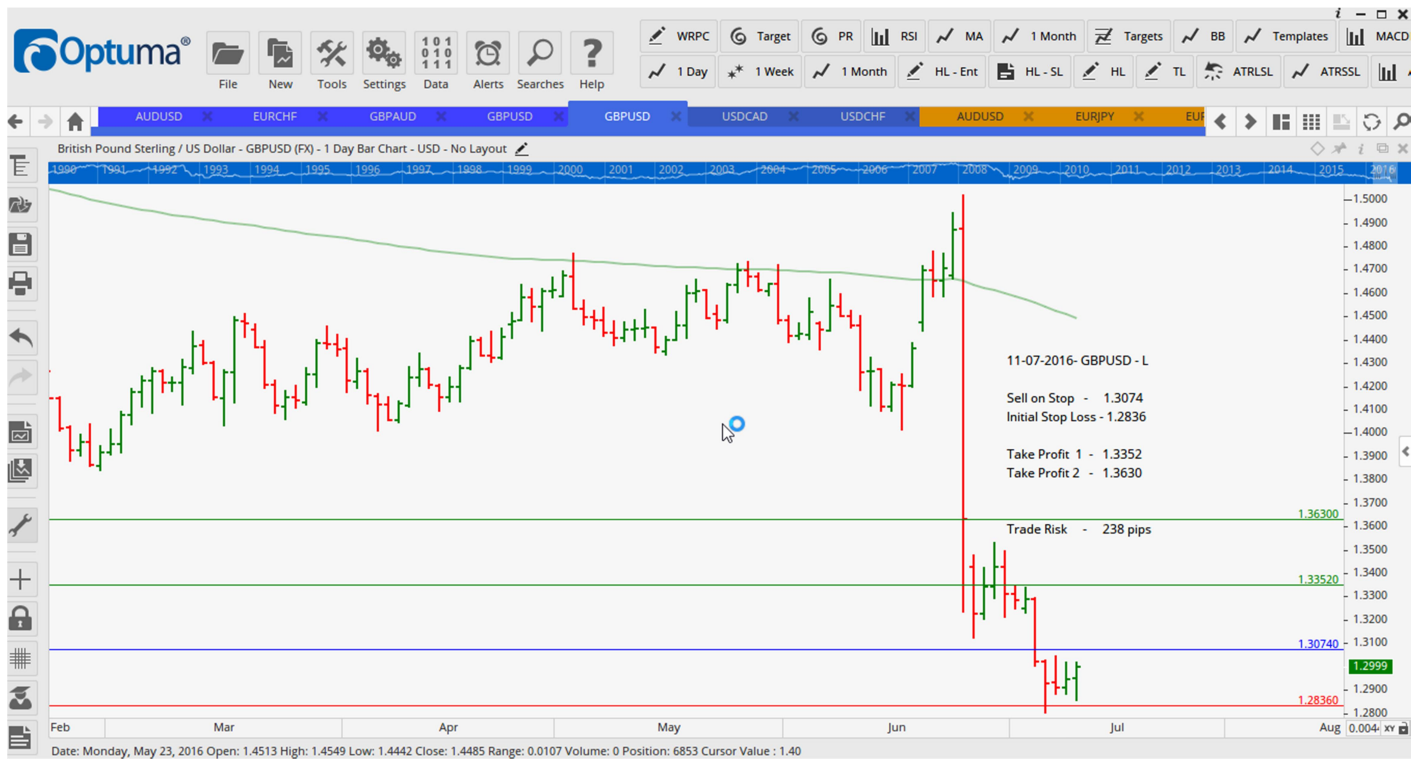 Optuma®
File New Tools Settings Data Alerts Searches Help
WRPC Target PR RSI MA 1 Month Targets BB Templates MACD
1 Day 1 Week 1 Month HL - Ent HL - SL HL TL ATRLSL ATRSSL
AUDUSD EURCHF GBPAUD GBPUSD GBPUSD USDCAD USDCHF AUDUSD EURJPY EUR
British Pound Sterling / US Dollar - GBPUSD (FX) - 1 Day Bar Chart - USD - No Layout
1990 1991 1992 1993 1994 1995 1996 1997 1998 1999 2000 2001 2002 2003 2004 2005 2006 2007 2008 2009 2010 2011 2012 2013 2014 2015 2016
1.5000
1.4900
1.4800
1.4700
1.4600
1.4500
1.4400
11-07-2016- GBPUSD - L
1.4300
1.4200
Sell on Stop - 1.3074
1.4100
Initial Stop Loss - 1.2836
1.4000
Take Profit 1 - 1.3352
1.3900
Take Profit 2 - 1.3630
1.3800
1.3700
1.36300
1.3600
Trade Risk - 238 pips
1.3500
1.3400
1.33520
1.3300
1.3200
1.3100
1.30740
1.2999
1.2900
1.28360
1.2800
Feb Mar Apr May Jun Jul Aug 0.004 XY
Date: Monday, May 23, 2016 Open: 1.4513 High: 1.4549 Low: 1.4442 Close: 1.4485 Range: 0.0107 Volume: 0 Position: 6853 Cursor Value : 1.40